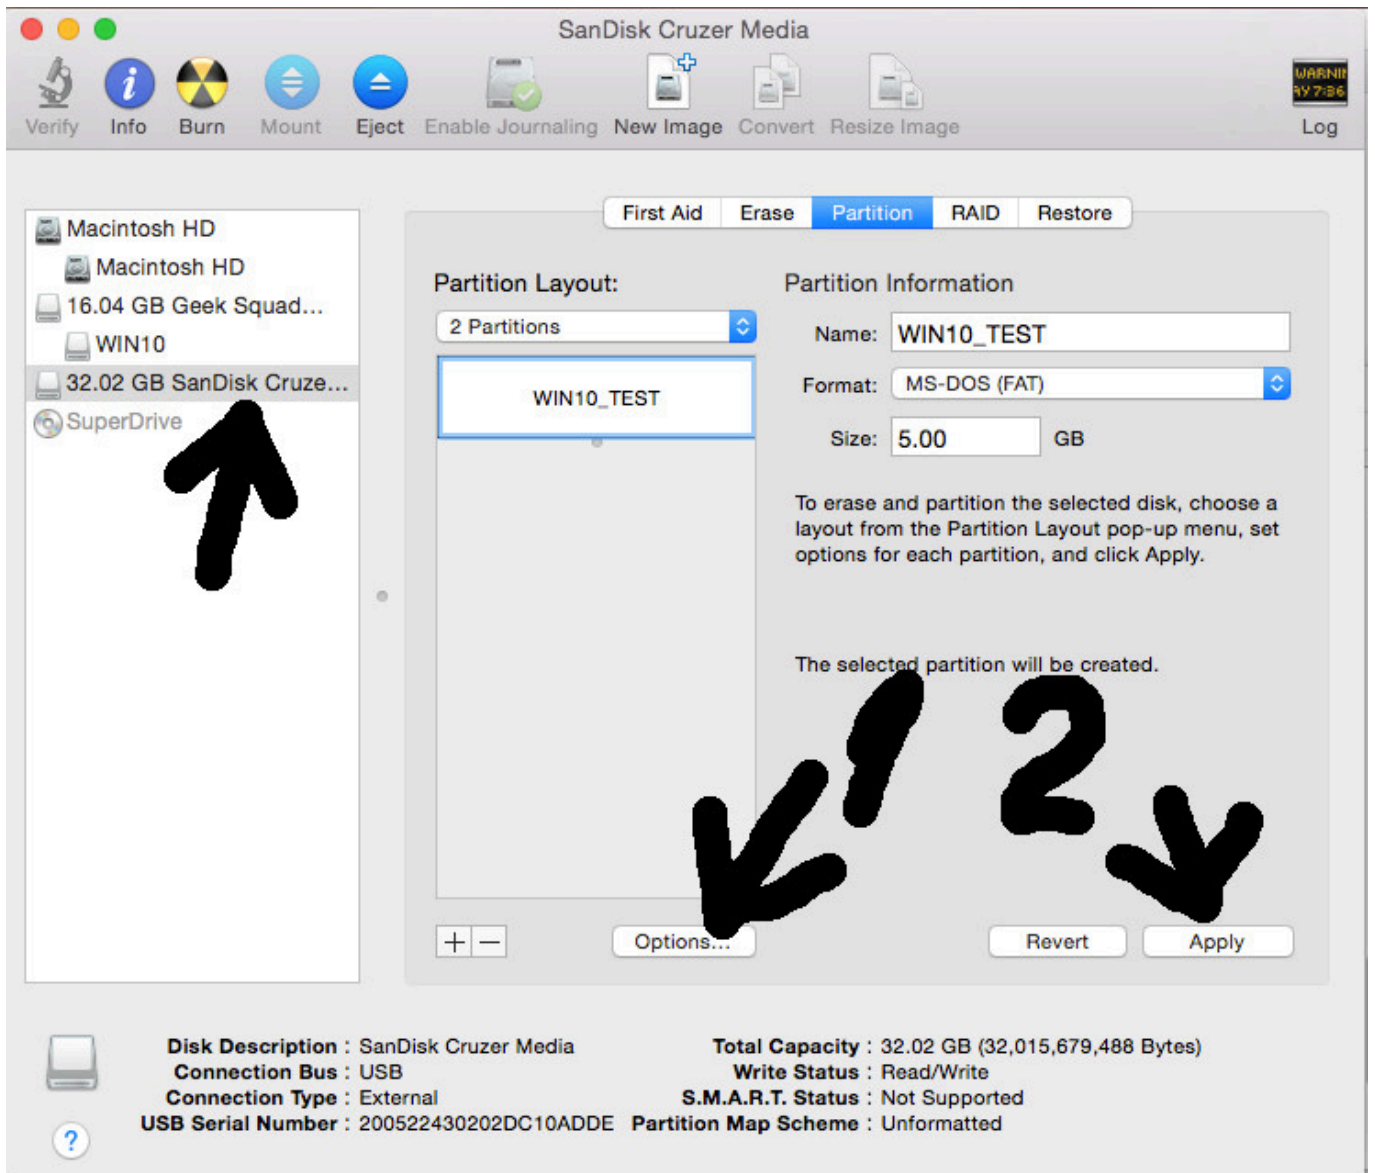 SanDisk Cruzer Media
Verify Info Burn Mount Eject Enable Journaling New Image Convert Resize Image Log
WARNIN
AY 7:36
First Aid Erase Partition RAID Restore
Macintosh HD
Macintosh HD
16.04 GB Geek Squad...
WIN10
32.02 GB SanDisk Cruze...
SuperDrive
Partition Layout:
2 Partitions
WIN10_TEST
Partition Information
Name: WIN10_TEST
Format: MS-DOS (FAT)
Size: 5.00 GB
To erase and partition the selected disk, choose a
layout from the Partition Layout pop-up menu, set
options for each partition, and click Apply.
The selected partition will be created.
1 2
+ − Options... Revert Apply
Disk Description : SanDisk Cruzer Media
Connection Bus : USB
Connection Type : External
USB Serial Number : 200522430202DC10ADDE
Total Capacity : 32.02 GB (32,015,679,488 Bytes)
Write Status : Read/Write
S.M.A.R.T. Status : Not Supported
Partition Map Scheme : Unformatted
?